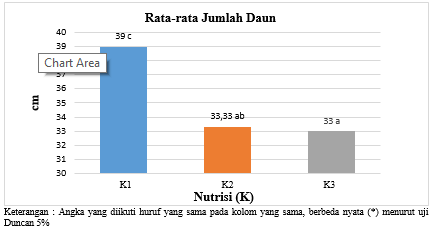 Rata-rata Jumlah Daun
40
39 c
Chart Area
37
36
35
34
33,33 ab
33 a
33
32
31
30
cm
K1
K2
K3
Nutrisi (K)
Keterangan : Angka yang diikuti huruf yang sama pada kolom yang sama, berbeda nyata (*) menurut uji
Duncan 5%